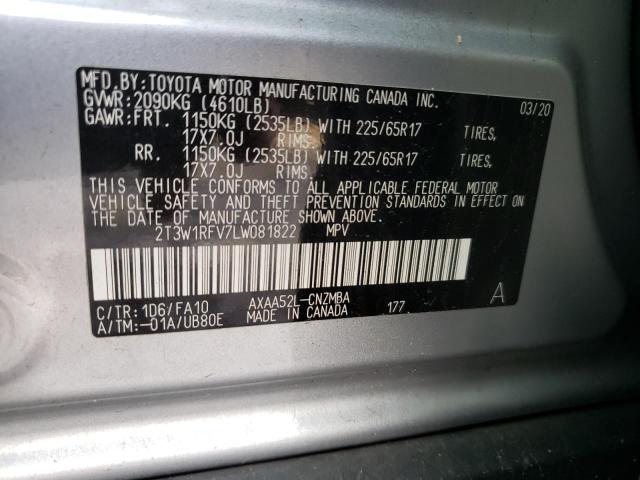 MFD.BY:TOYOTA MOTOR MANUFACTURING CANADA INC.
GVWR:2090KG (4610LB) 03/20
GAWR:FRT. 1150KG (2535LB) WITH 225/65R17 TIRES,
17X7.0J RIMS.
RR. 1150KG (2535LB) WITH 225/65R17 TIRES,
17X7.0J RIMS.
THIS VEHICLE CONFORMS TO ALL APPLICABLE FEDERAL MOTOR
VEHICLE SAFETY AND THEFT PREVENTION STANDARDS IN EFFECT ON
THE DATE OF MANUFACTURE SHOWN ABOVE.
2T3W1RFV7LW081822 MPV
C/TR:1D6/FA10 AXAA52L-CNZMBA 177 A
A/TM:-01A/UB80E MADE IN CANADA